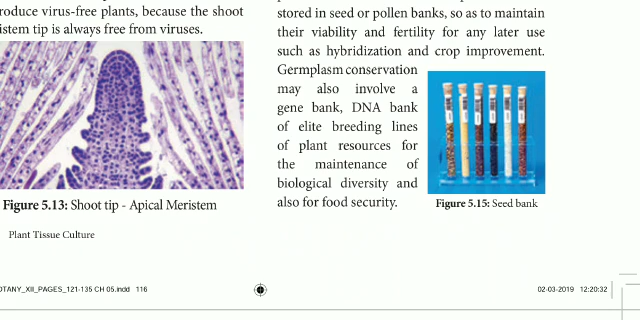 roduce virus-free plants, because the shoot
istem tip is always free from viruses.
Figure 5.13: Shoot tip - Apical Meristem
Plant Tissue Culture
stored in seed or pollen banks, so as to maintain
their viability and fertility for any later use
such as hybridization and crop improvement.
Germplasm conservation
may also involve a
gene bank, DNA bank
of elite breeding lines
of plant resources for
the maintenance of
biological diversity and
also for food security.
Figure 5.15: Seed bank
OTANY_XII_PAGES_121-135 CH 05.indd 116
02-03-2019 12:20:32